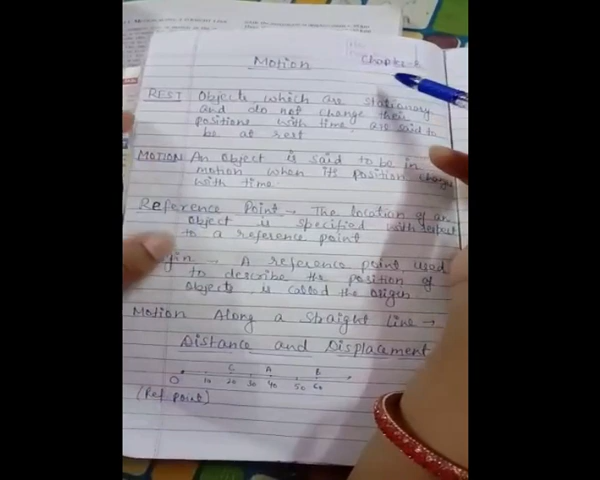 Motion
Chapter-8
REST Objects which are stationary
and do not change their
positions with time, are said to
be at rest
MOTION An Object is said to be in
motion when its position changes
with time.
Reference Point → The location of an
object is specified with respect
to a reference point
gin → A reference point used
to describe the position of
Objects is called the origin
Motion Along a Straight Line →
Distance and Displacement
C A B
O 10 20 30 40 50 60
(Ref point)